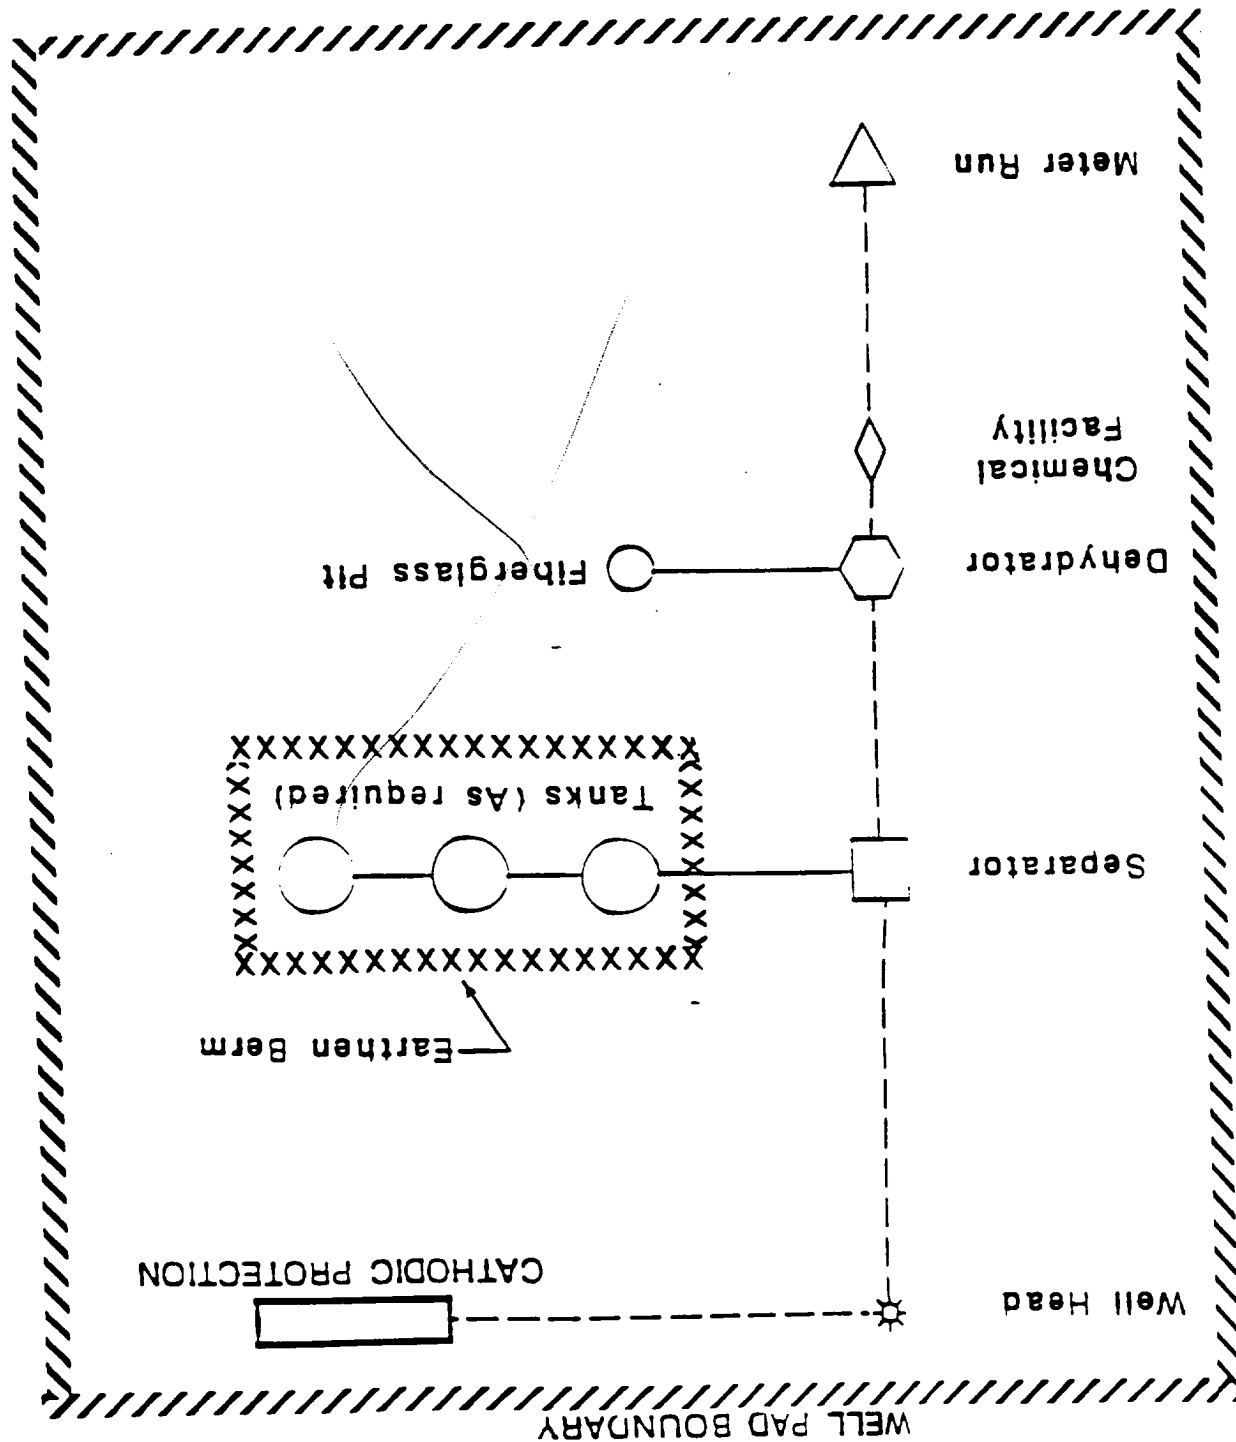 WELL PAD BOUNDARY
Well Head
CATHODIC PROTECTION
Earthen Berm
Separator
Tanks (As required)
Dehydrator
Fiberglass Pit
Chemical
Facility
Meter Run